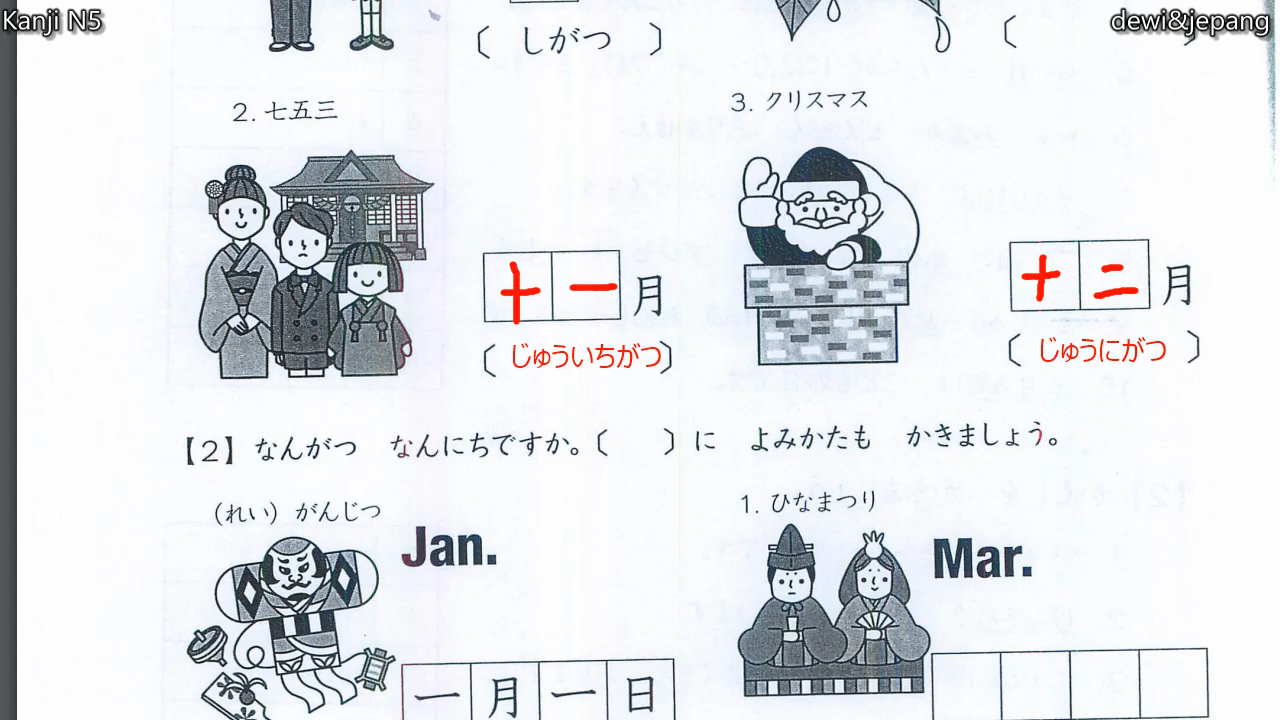 Kanji N5
dewi&jepang
( しがつ )
(
2. 七五三
十一月
( じゅういちがつ)
3. クリスマス
十二月
( じゅうにがつ )
【2】なんがつ なんにちですか。( )に よみかたも かきましょう。
(れい) がんじつ
Jan.
一月一日
1. ひなまつり
Mar.